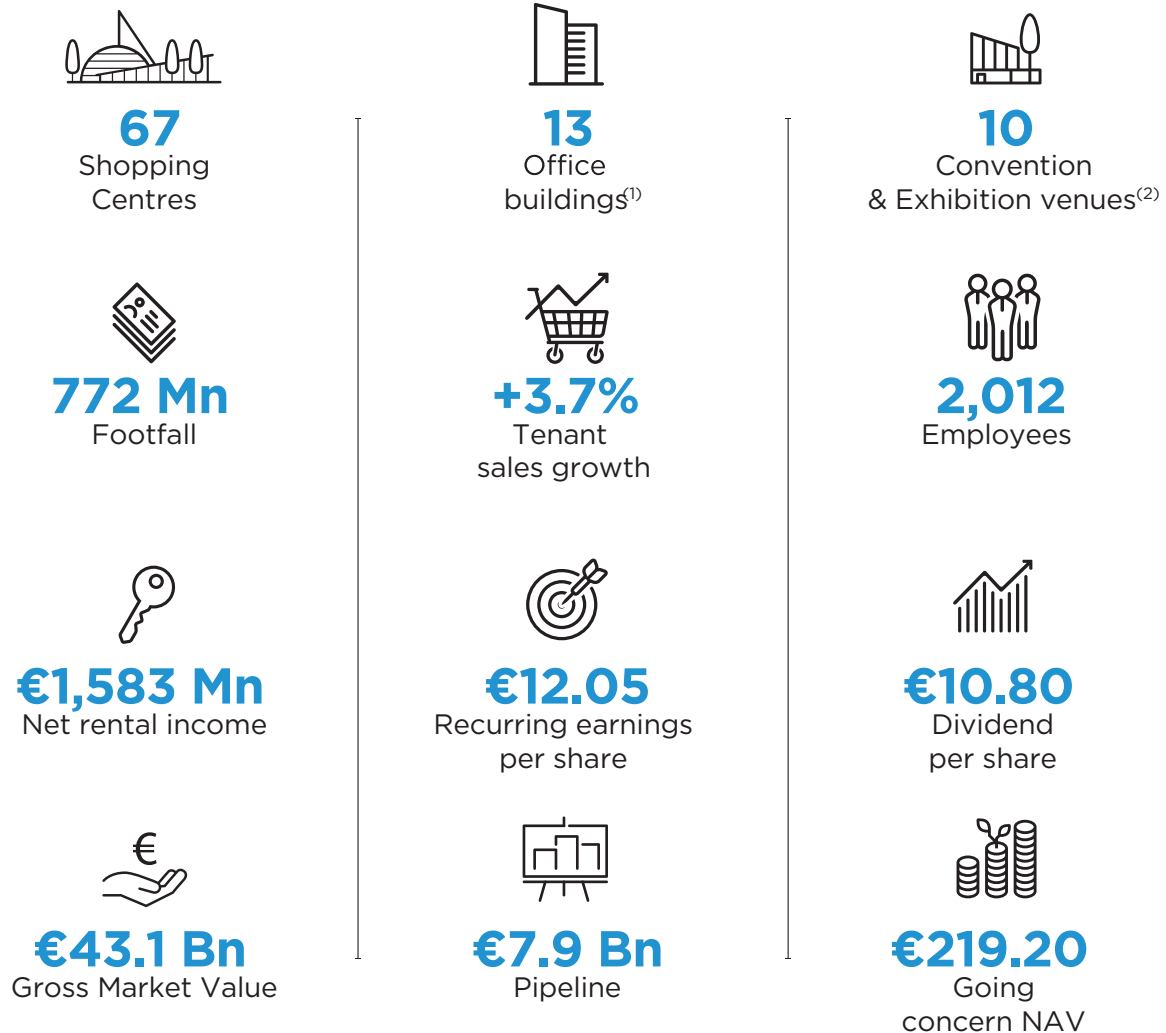 67
Shopping
Centres
13
Office
buildings(1)
10
Convention
& Exhibition venues(2)
772 Mn
Footfall
+3.7%
Tenant
sales growth
2,012
Employees
€1,583 Mn
Net rental income
€12.05
Recurring earnings
per share
€10.80
Dividend
per share
€
€43.1 Bn
Gross Market Value
€7.9 Bn
Pipeline
€219.20
Going
concern NAV